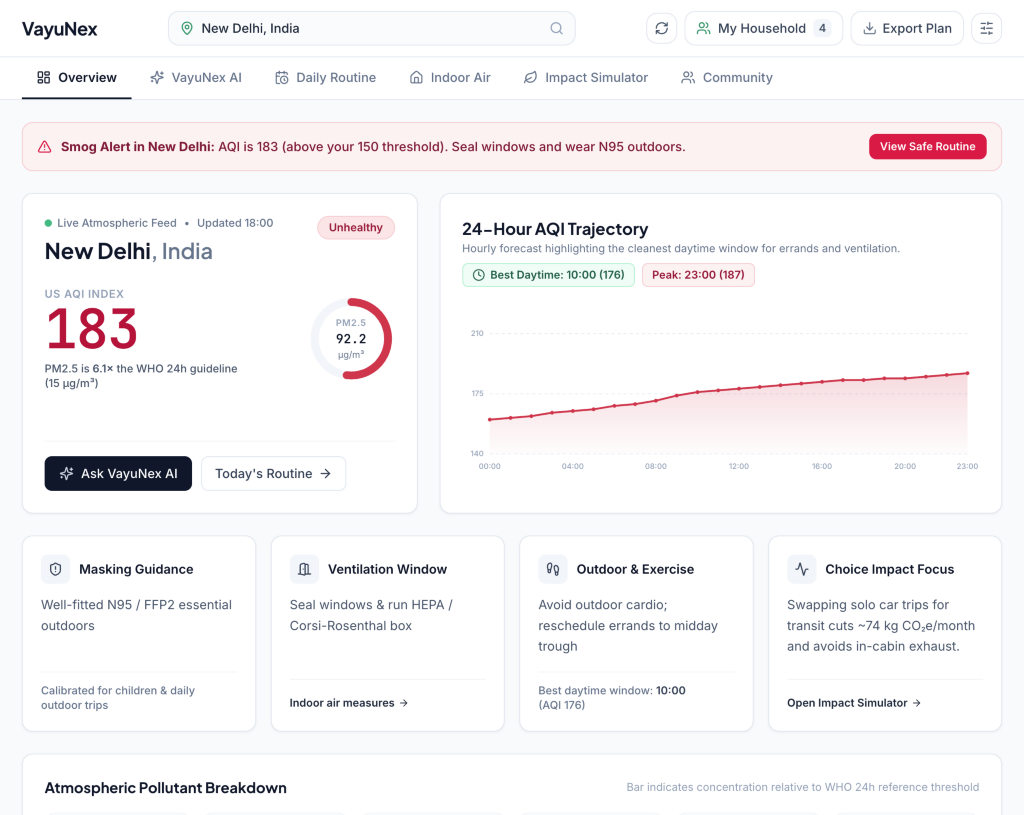 VayuNex
New Delhi, India
My Household 4
Export Plan
Overview
VayuNex AI
Daily Routine
Indoor Air
Impact Simulator
Community
Smog Alert in New Delhi: AQI is 183 (above your 150 threshold). Seal windows and wear N95 outdoors.
View Safe Routine
Live Atmospheric Feed • Updated 18:00
Unhealthy
New Delhi, India
US AQI INDEX
183
PM2.5 is 6.1× the WHO 24h guideline
(15 µg/m³)
PM2.5
92.2
µg/m³
Ask VayuNex AI
Today's Routine →
24-Hour AQI Trajectory
Hourly forecast highlighting the cleanest daytime window for errands and ventilation.
Best Daytime: 10:00 (176)
Peak: 23:00 (187)
210
175
140
00:00
04:00
08:00
12:00
16:00
20:00
23:00
Masking Guidance
Well-fitted N95 / FFP2 essential
outdoors
Calibrated for children & daily
outdoor trips
Ventilation Window
Seal windows & run HEPA /
Corsi-Rosenthal box
Indoor air measures →
Outdoor & Exercise
Avoid outdoor cardio;
reschedule errands to midday
trough
Best daytime window: 10:00
(AQI 176)
Choice Impact Focus
Swapping solo car trips for
transit cuts ~74 kg CO₂e/month
and avoids in-cabin exhaust.
Open Impact Simulator →
Atmospheric Pollutant Breakdown
Bar indicates concentration relative to WHO 24h reference threshold